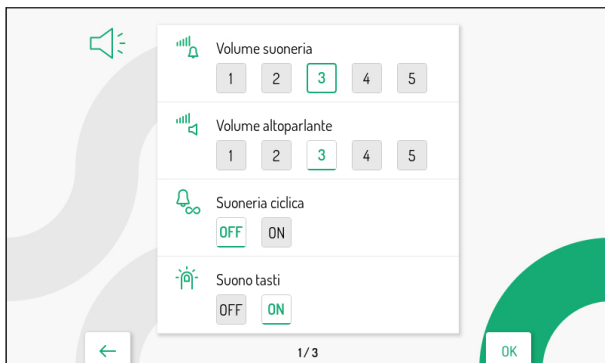 Volume suoneria
1 2 3 4 5
Volume altoparlante
1 2 3 4 5
Suoneria ciclica
OFF ON
Suono tasti
OFF ON
1/3
OK